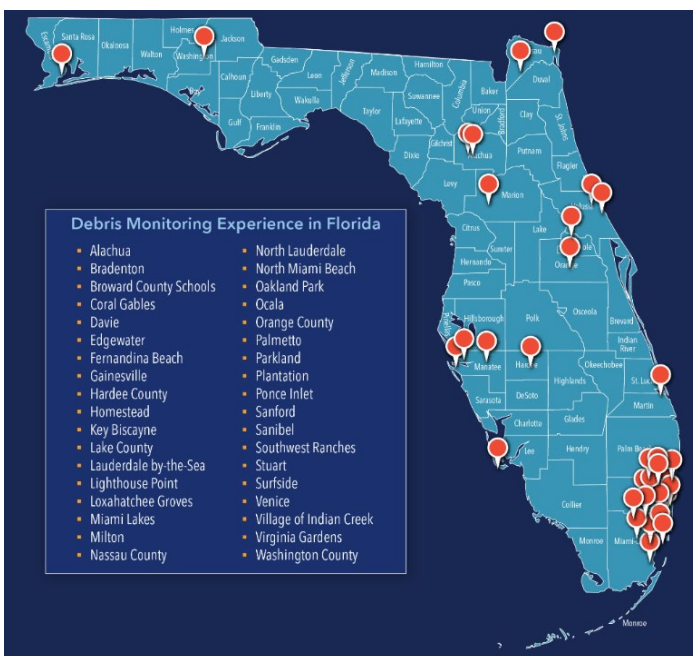 Holmes
Jackson
Santa Rosa
Okaloosa
Walton
Washington
Gadsden
Hamilton
Jefferson
Madison
Leon
Calhoun
Liberty
Wakulla
Bay
Gulf
Franklin
Taylor
Suwannee
Lafayette
Columbia
Baker
Union
Bradford
Duval
Clay
St. Johns
Dixie
Gilchrist
Putnam
Flagler
Levy
Marion
Citrus
Lake
Sumter
Hernando
Orange
Pasco
Pinellas
Hillsborough
Polk
Osceola
Brevard
Indian
River
Manatee
Okeechobee
Highlands
Sarasota
DeSoto
Martin
Charlotte
Glades
Lee
Hendry
Collier
Monroe
Monroe
Debris Monitoring Experience in Florida
Alachua
Bradenton
Broward County Schools
Coral Gables
Davie
Edgewater
Fernandina Beach
Gainesville
Hardee County
Homestead
Key Biscayne
Lake County
Lauderdale by-the-Sea
Lighthouse Point
Loxahatchee Groves
Miami Lakes
Milton
Nassau County
North Lauderdale
North Miami Beach
Oakland Park
Ocala
Orange County
Palmetto
Parkland
Plantation
Ponce Inlet
Sanford
Sanibel
Southwest Ranches
Stuart
Surfside
Venice
Village of Indian Creek
Virginia Gardens
Washington County